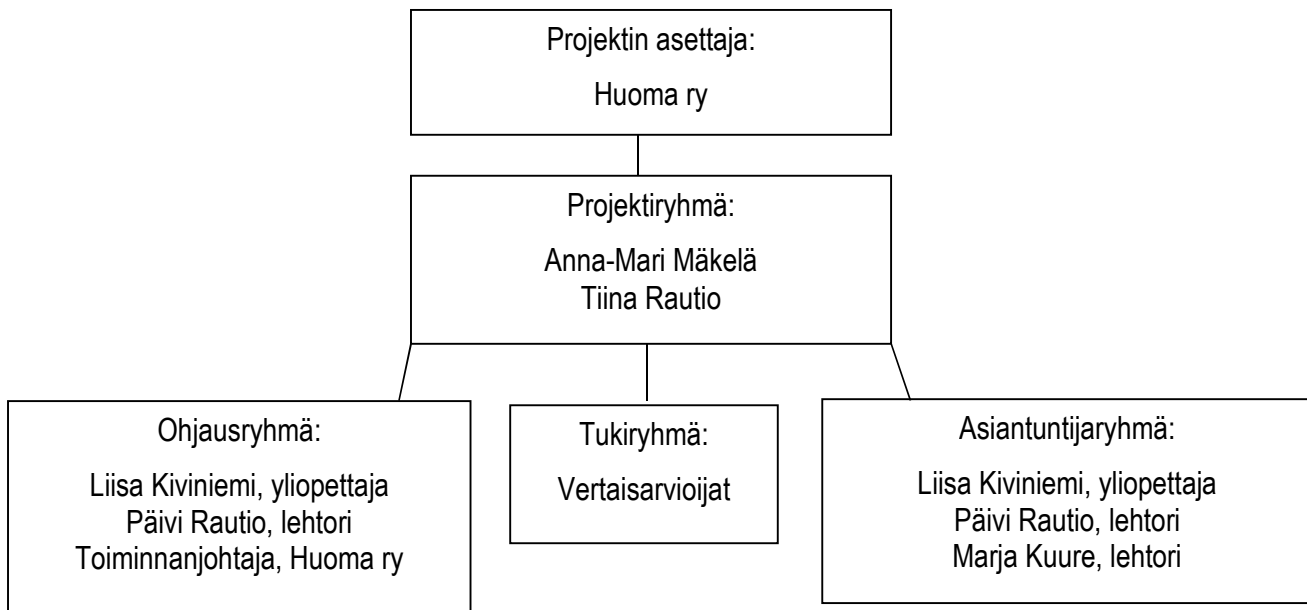 Projektin asettaja:
Huoma ry
Projektiryhmä:
Anna-Mari Mäkelä
Tiina Rautio
Ohjausryhmä:
Liisa Kiviniemi, yliopettaja
Päivi Rautio, lehtori
Toiminnanjohtaja, Huoma ry
Tukiryhmä:
Vertaisarvioijat
Asiantuntijaryhmä:
Liisa Kiviniemi, yliopettaja
Päivi Rautio, lehtori
Marja Kuure, lehtori